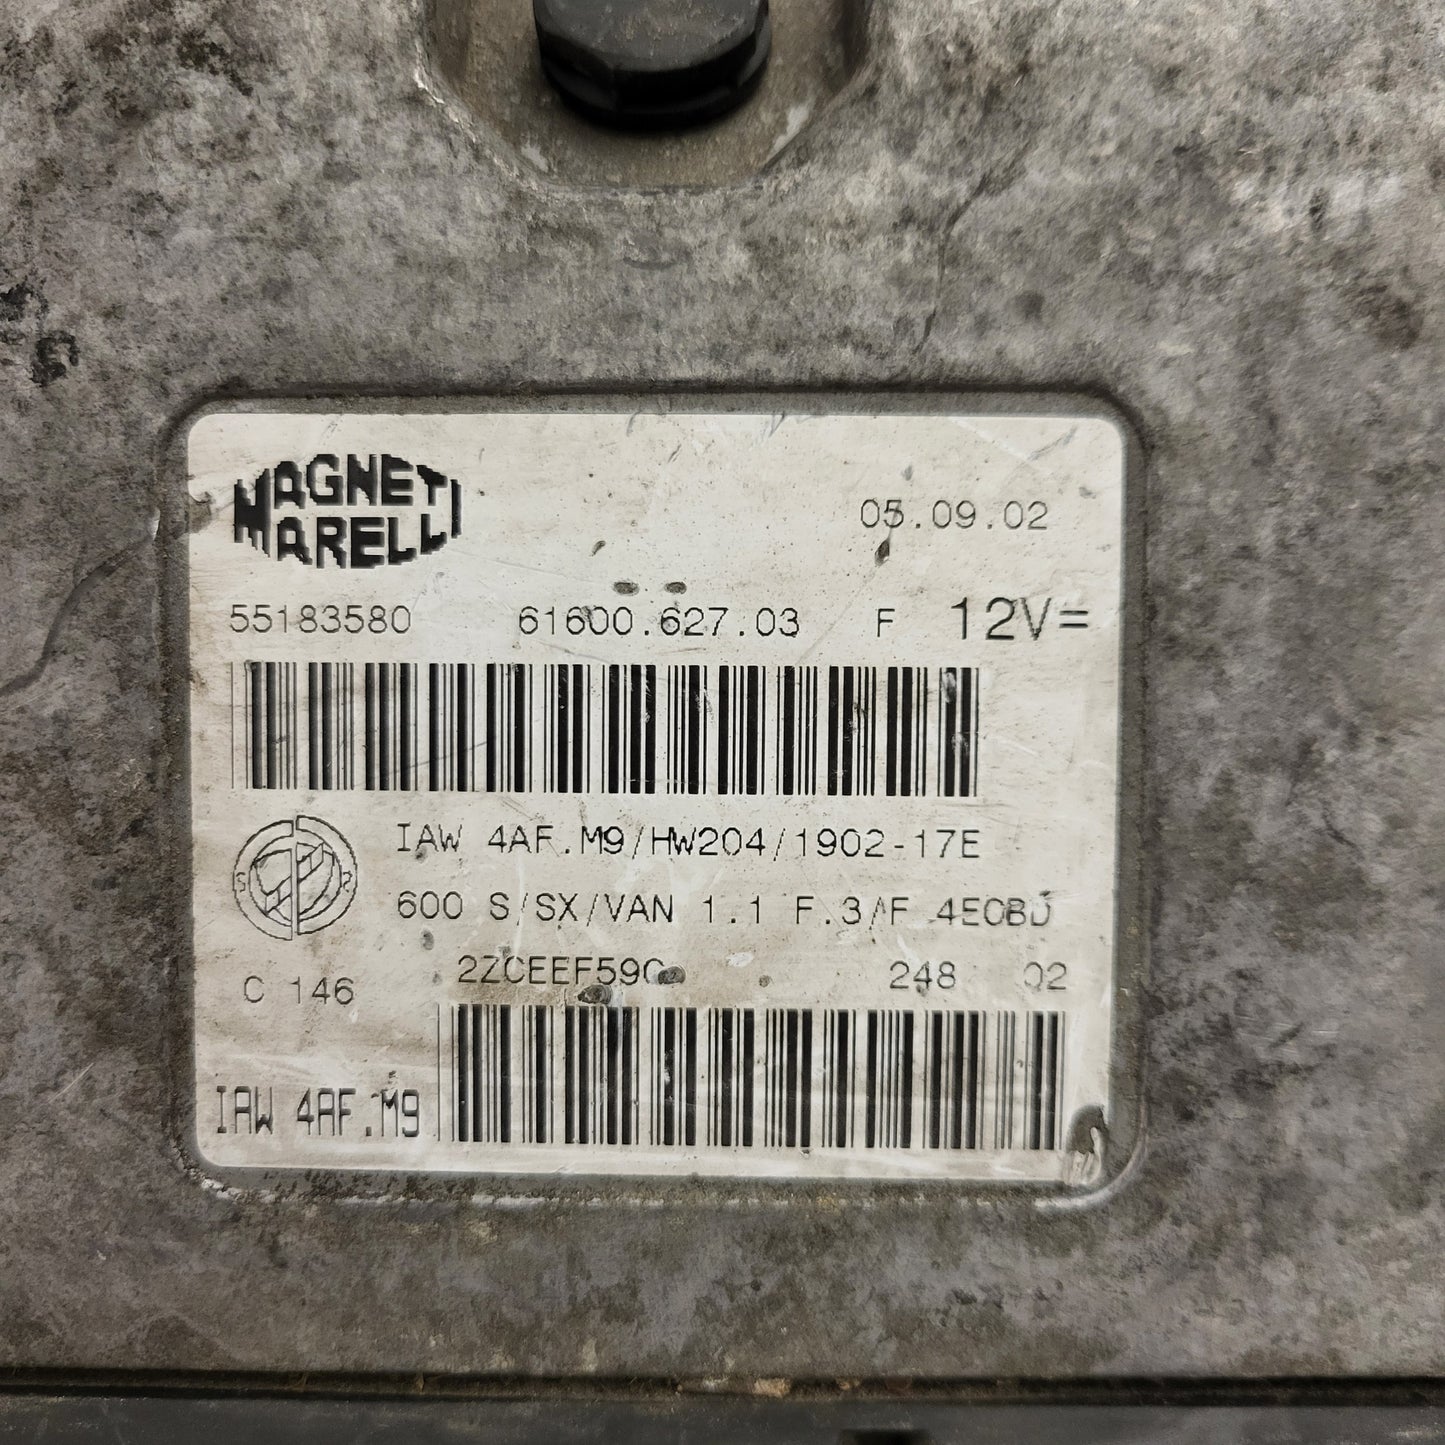 MAGNETI
MARELLI
05.09.02
55183580 61600.627.03 F 12V=
IAW 4AF.M9/HW204/1902-17E
S R
600 S/SX/VAN 1.1 F.3/AF 4EOBD
C 146
248 02
IAW 4AF.M9